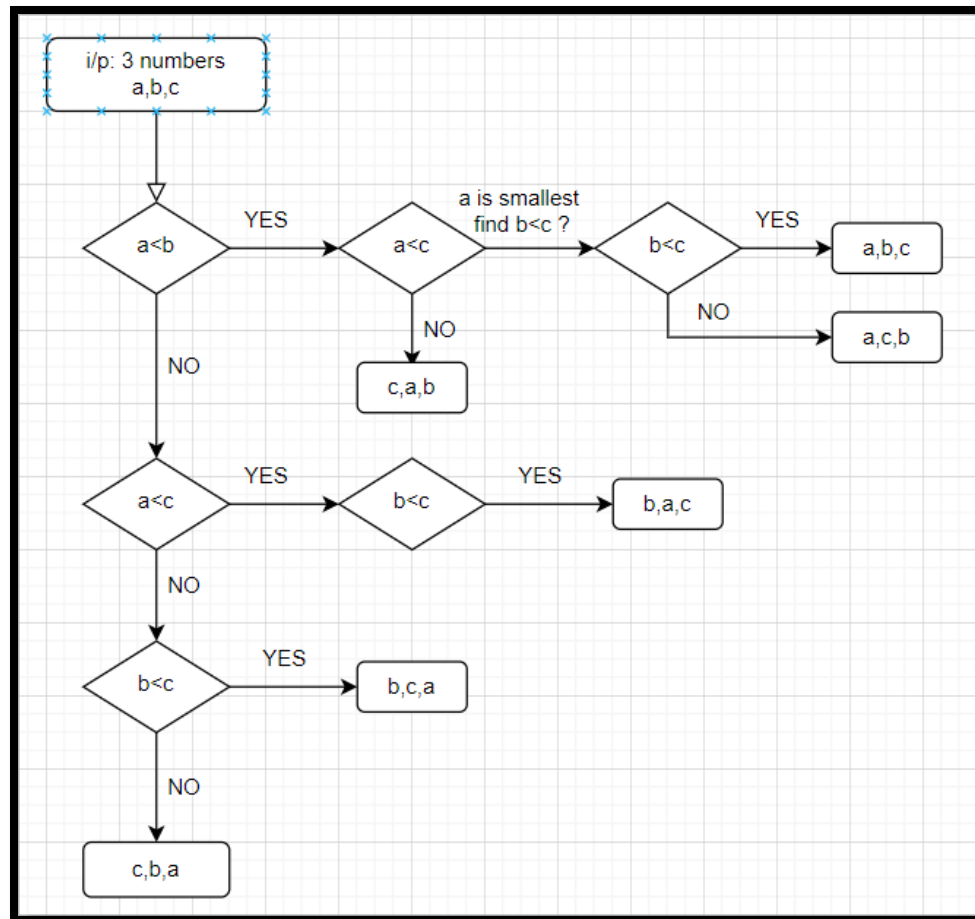 i/p: 3 numbers
a,b,c
a<b
YES
a<c
a is smallest
find b<c ?
b<c
YES
a,b,c
NO
a,c,b
NO
c,a,b
NO
a<c
YES
b<c
YES
b,a,c
NO
b<c
YES
b,c,a
NO
c,b,a